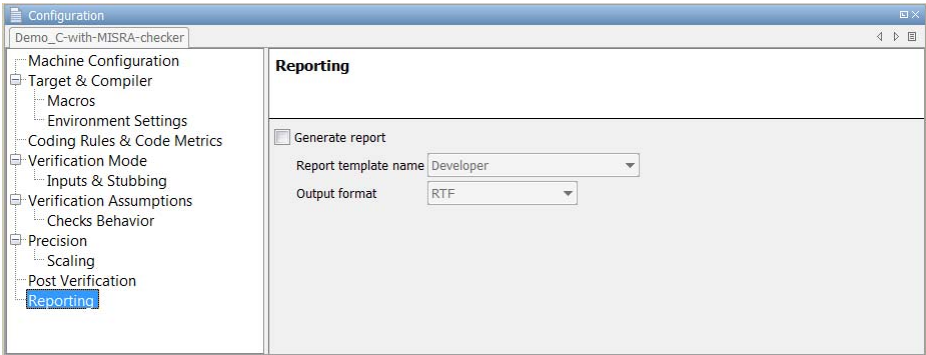 Configuration
Demo_C-with-MISRA-checker
Machine Configuration
Target & Compiler
Macros
Environment Settings
Coding Rules & Code Metrics
Verification Mode
Inputs & Stubbing
Verification Assumptions
Checks Behavior
Precision
Scaling
Post Verification
Reporting
Reporting
Generate report
Report template name Developer
Output format RTF